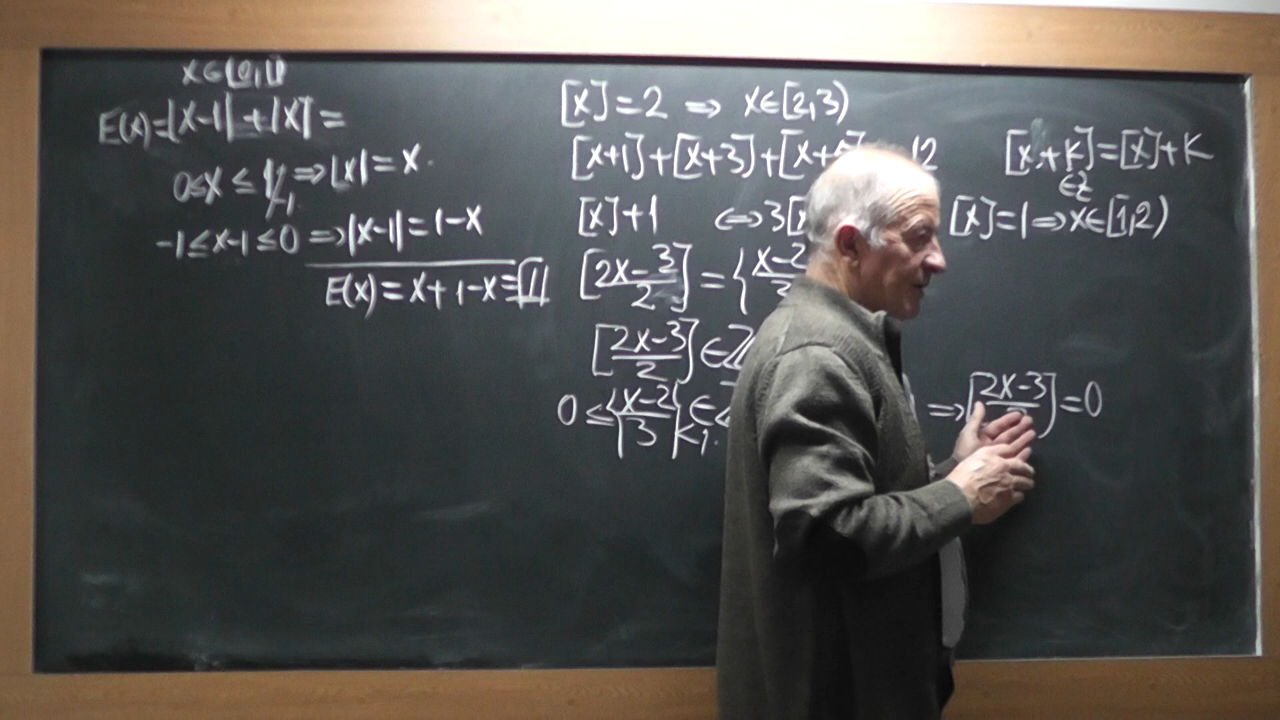 x∈[0,1]
E(x)=|x-1|+|x|=
0≤x≤1/-1 ⇒|x|=x.
-1≤x-1≤0 ⇒|x-1|=1-x
E(x)=x+1-x=1
[x]=2 ⇒ x∈[2,3)
[x+1]+[x+3]+[x+ 12
[x+k]=[x]+k
∈Z
[x]+1 ⇔3[x [x]=1⇒x∈[1,2)
[2x-3/2]={x-2/3
[2x-3/2]∈Z
0≤{x-2/3}<1. ∈ ⇒[2x-3 ]=0